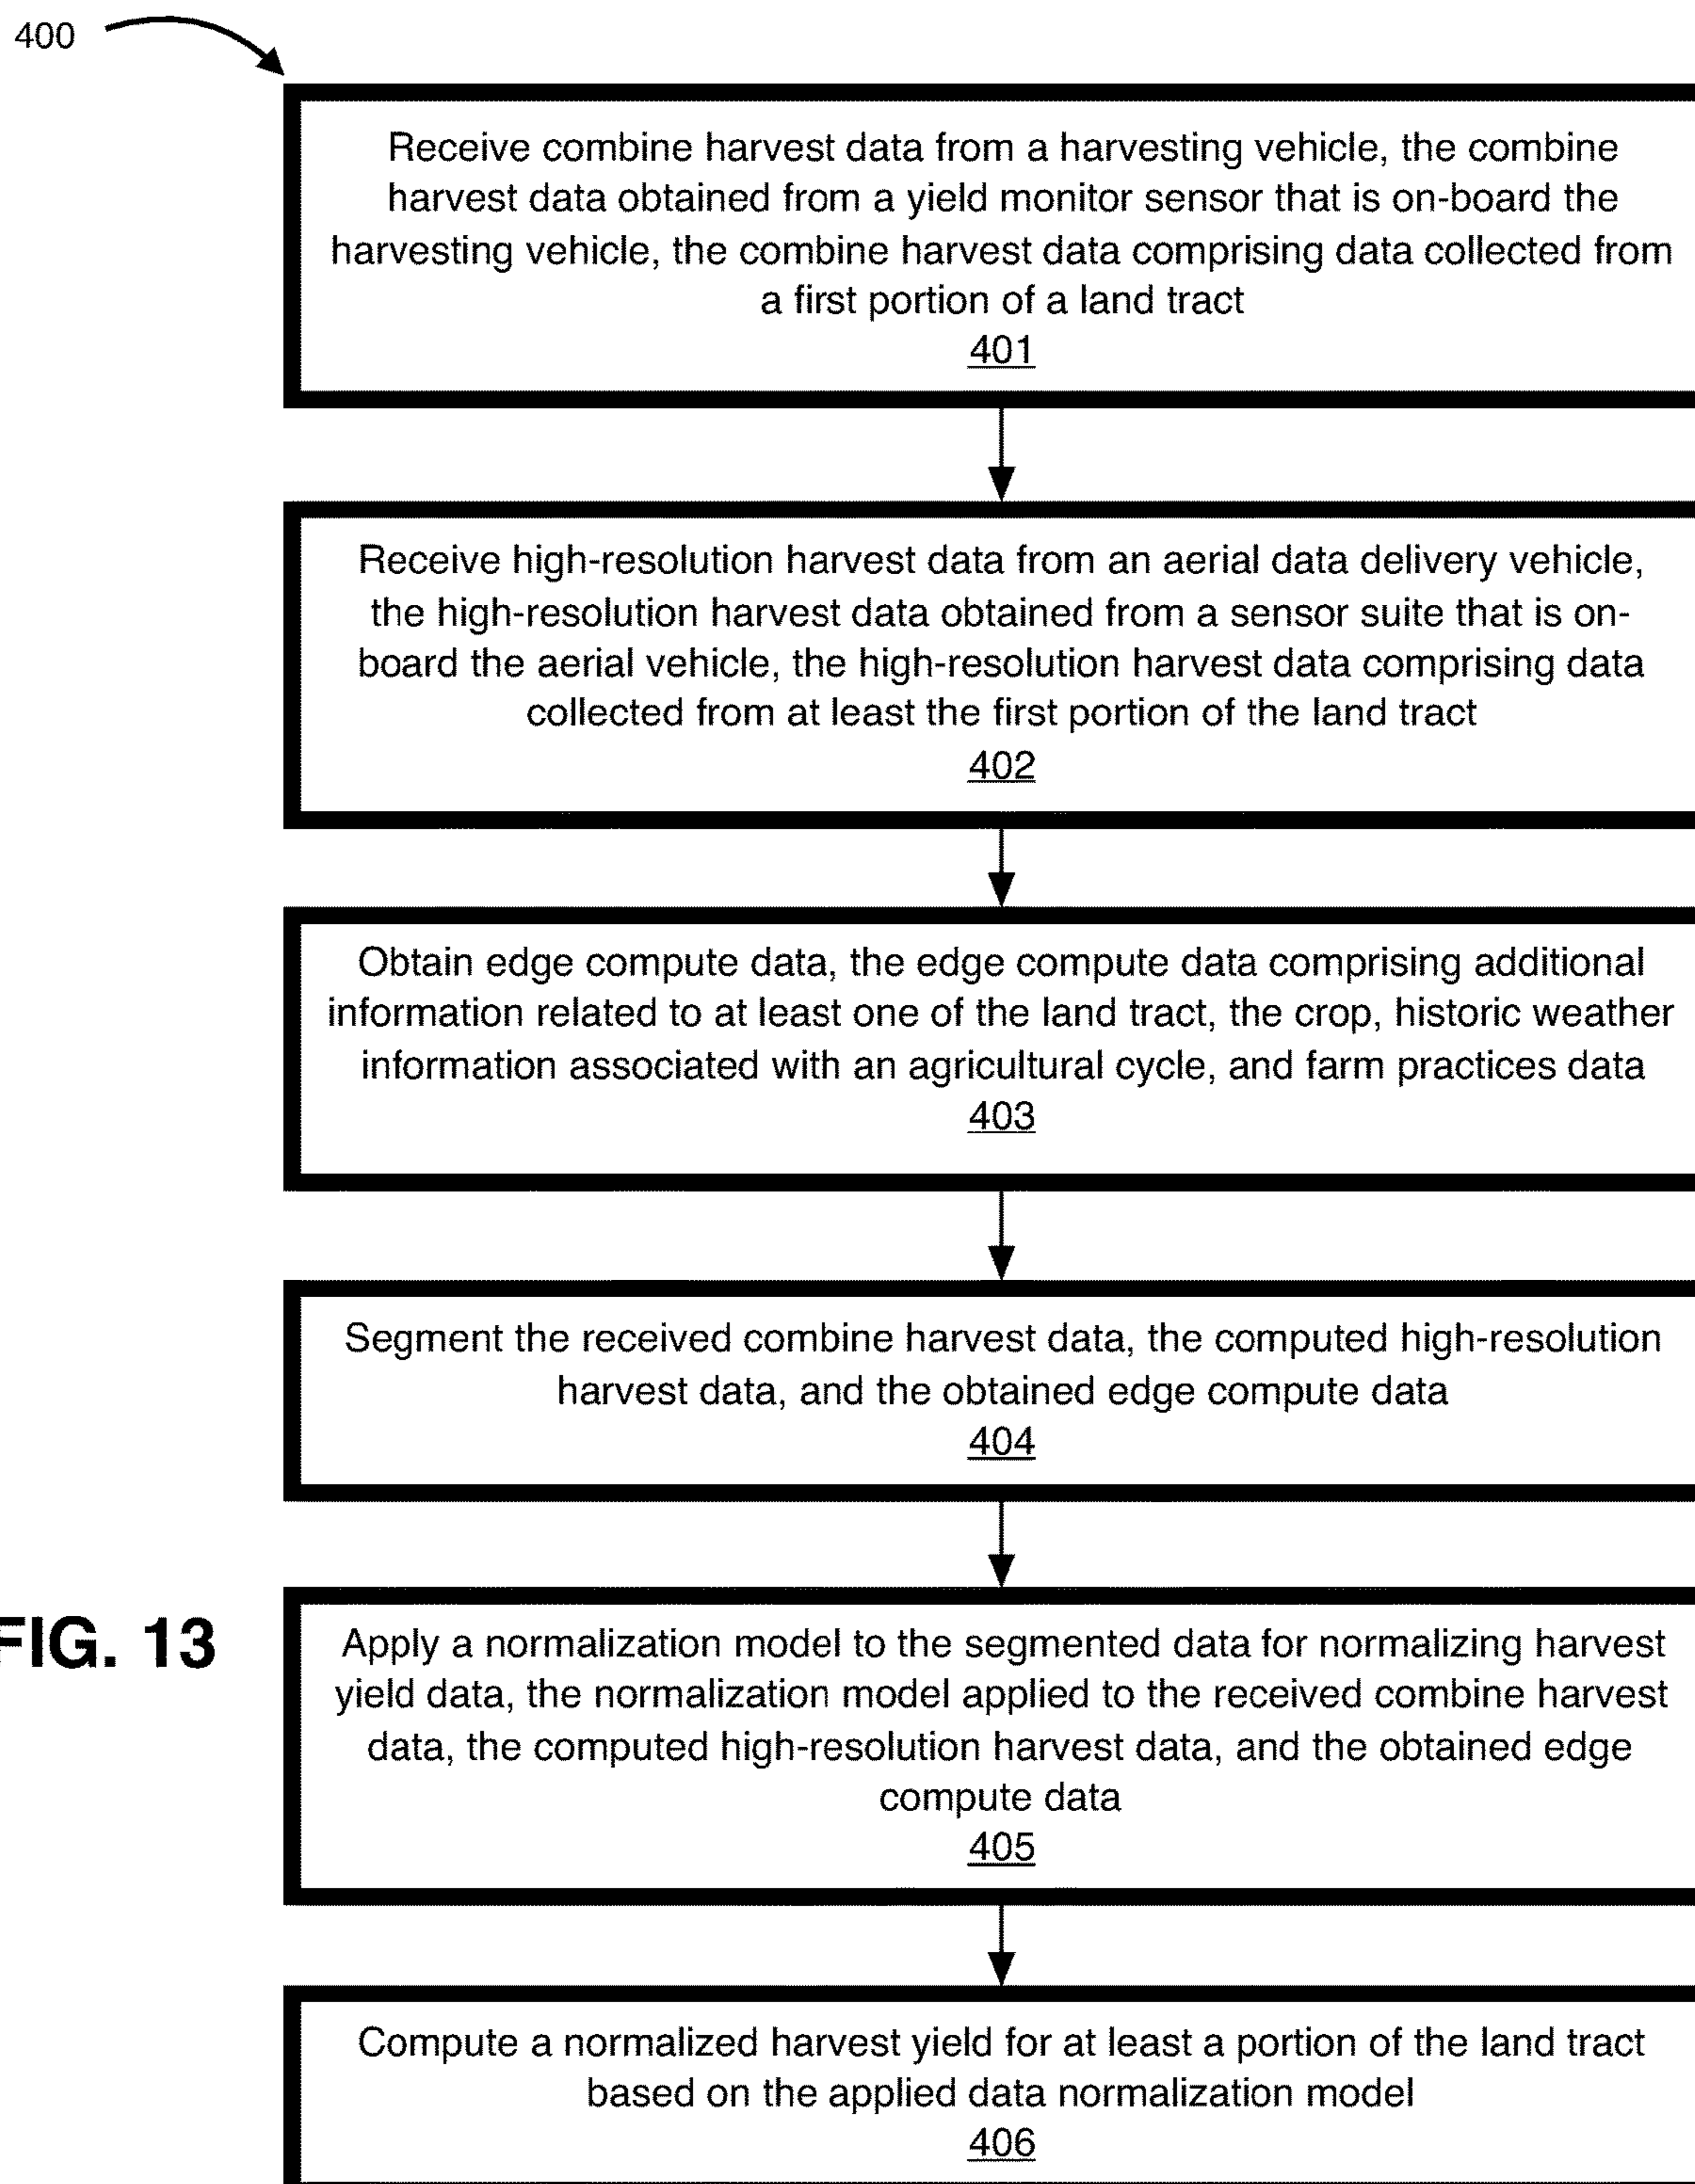 400
Receive combine harvest data from a harvesting vehicle, the combine
harvest data obtained from a yield monitor sensor that is on-board the
harvesting vehicle, the combine harvest data comprising data collected from
a first portion of a land tract
401
Receive high-resolution harvest data from an aerial data delivery vehicle,
the high-resolution harvest data obtained from a sensor suite that is on-
board the aerial vehicle, the high-resolution harvest data comprising data
collected from at least the first portion of the land tract
402
Obtain edge compute data, the edge compute data comprising additional
information related to at least one of the land tract, the crop, historic weather
information associated with an agricultural cycle, and farm practices data
403
Segment the received combine harvest data, the computed high-resolution
harvest data, and the obtained edge compute data
404
FIG. 13
Apply a normalization model to the segmented data for normalizing harvest
yield data, the normalization model applied to the received combine harvest
data, the computed high-resolution harvest data, and the obtained edge
compute data
405
Compute a normalized harvest yield for at least a portion of the land tract
based on the applied data normalization model
406